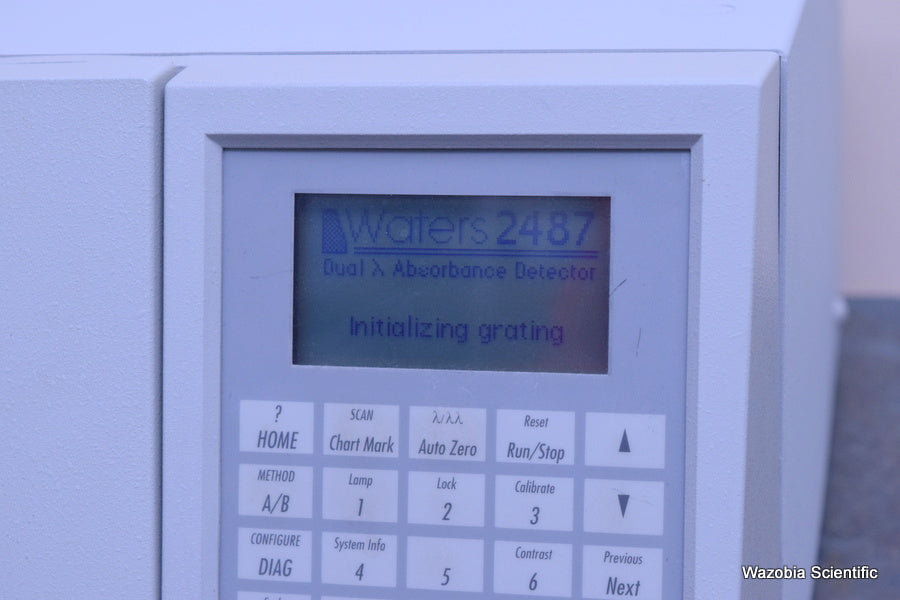 Waters 2487
Dual λ Absorbance Detector
Initializing grating
?
HOME
SCAN
Chart Mark
λ/λλ
Auto Zero
Reset
Run/Stop
▲
METHOD
A/B
Lamp
1
Lock
2
Calibrate
3
▼
CONFIGURE
DIAG
System Info
4
5
Contrast
6
Previous
Next
Wazobia Scientific